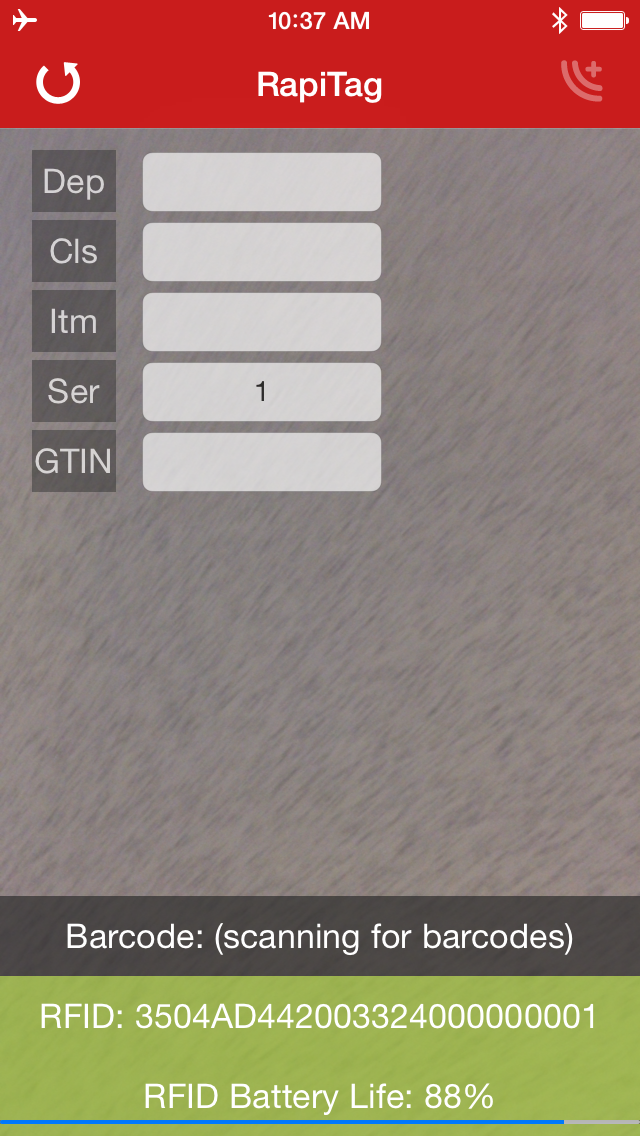 10:37 AM
RapiTag
Dep
Cls
Itm
Ser 1
GTIN
Barcode: (scanning for barcodes)
RFID: 3504AD442003324000000001
RFID Battery Life: 88%